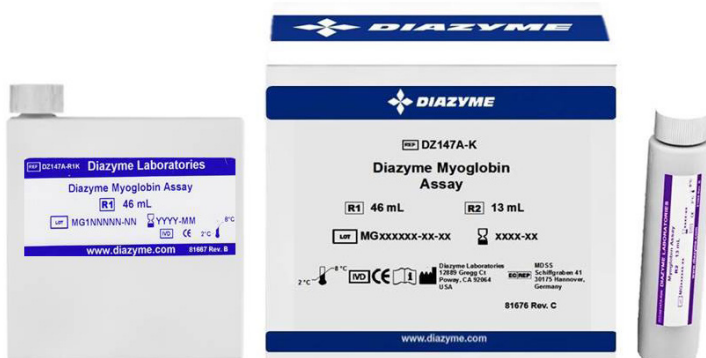 DIAZYME
DIAZYME
REF DZ147A-K
Diazyme Myoglobin
Assay
R1 46 mL R2 13 mL
LOT MGxxxxxx-xx-xx xxxx-xx
2°C 8°C IVD CE
Diazyme Laboratories
12889 Gregg Ct
Poway, CA 92064
USA
EC REP MDSS
Schiffgraben 41
30175 Hannover,
Germany
81676 Rev. C
www.diazyme.com
REF DZ147A-R1K Diazyme Laboratories
Diazyme Myoglobin Assay
R1 46 mL
LOT MG1NNNNN-NN YYYY-MM
IVD CE 2°C 8°C
www.diazyme.com 81667 Rev. B
DIAZYME LABORATORIES
Myoglobin Assay
R2 13 mL